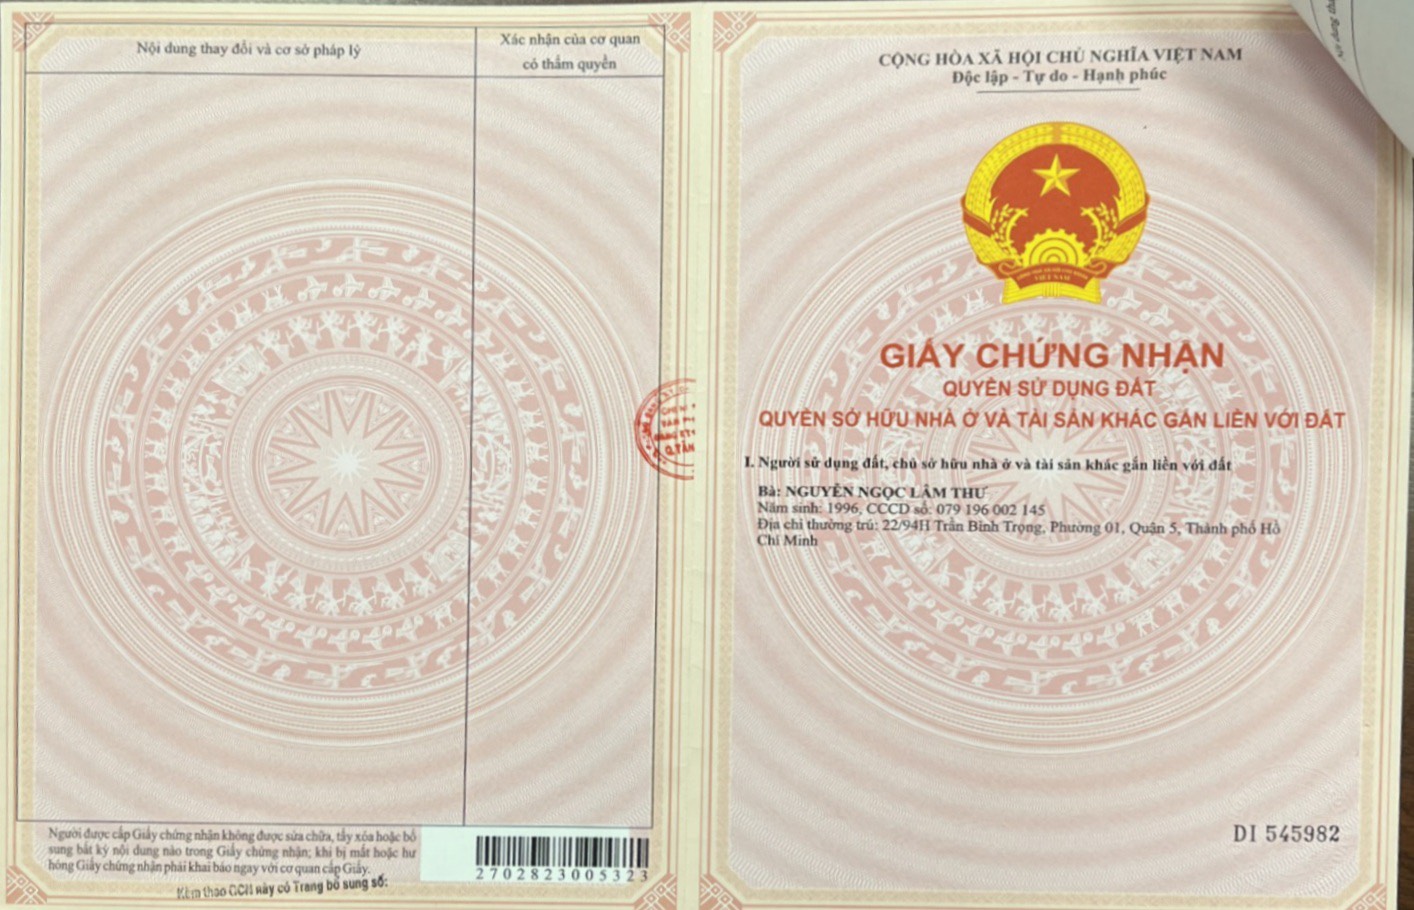 Nội dung thay đổi và cơ sở pháp lý
Xác nhận của cơ quan
có thẩm quyền
Người được cấp Giấy chứng nhận không được sửa chữa, tẩy xóa hoặc bổ
sung bất kỳ nội dung nào trong Giấy chứng nhận; khi bị mất hoặc hư
hỏng Giấy chứng nhận phải khai báo ngay với cơ quan cấp Giấy.
Kèm theo GCN này có Trang bổ sung số:
2702823005323
Q.TÂN
CỘNG HÒA XÃ HỘI CHỦ NGHĨA VIỆT NAM
Độc lập - Tự do - Hạnh phúc
VIỆT NAM
GIẤY CHỨNG NHẬN
QUYỀN SỬ DỤNG ĐẤT
QUYỀN SỞ HỮU NHÀ Ở VÀ TÀI SẢN KHÁC GẮN LIỀN VỚI ĐẤT
I. Người sử dụng đất, chủ sở hữu nhà ở và tài sản khác gắn liền với đất
Bà: NGUYỄN NGỌC LÂM THƯ
Năm sinh: 1996, CCCD số: 079 196 002 145
Địa chỉ thường trú: 22/94H Trần Bình Trọng, Phường 01, Quận 5, Thành phố Hồ
Chí Minh
DI 545982